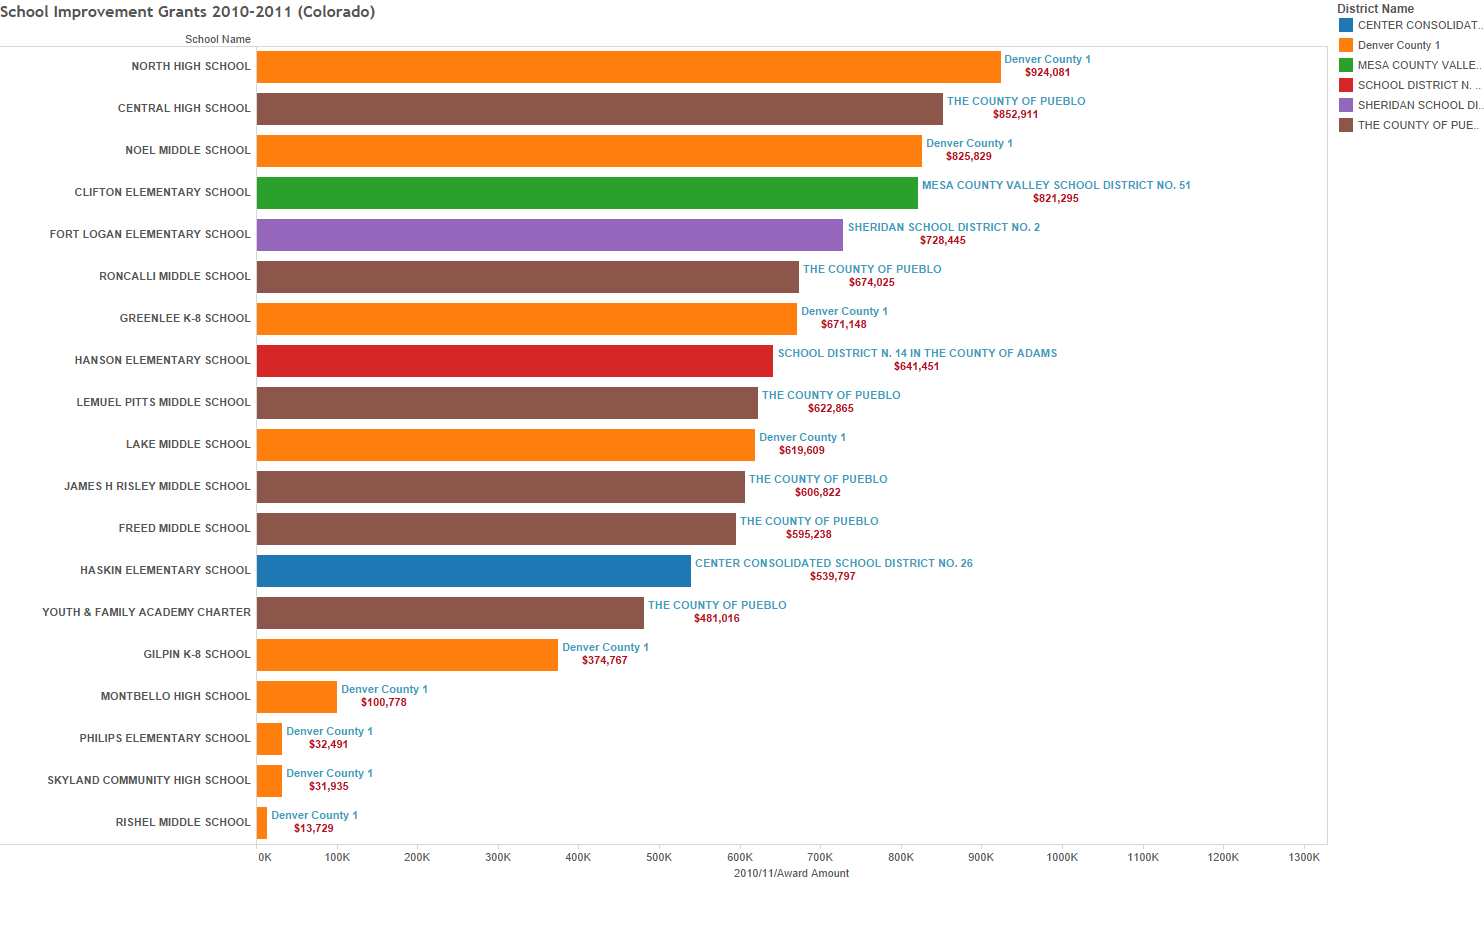 School Improvement Grants 2010-2011 (Colorado)
School Name
NORTH HIGH SCHOOL
Denver County 1
$924,081
CENTRAL HIGH SCHOOL
THE COUNTY OF PUEBLO
$852,911
NOEL MIDDLE SCHOOL
Denver County 1
$825,829
CLIFTON ELEMENTARY SCHOOL
MESA COUNTY VALLEY SCHOOL DISTRICT NO. 51
$821,295
FORT LOGAN ELEMENTARY SCHOOL
SHERIDAN SCHOOL DISTRICT NO. 2
$728,445
RONCALLI MIDDLE SCHOOL
THE COUNTY OF PUEBLO
$674,025
GREENLEE K-8 SCHOOL
Denver County 1
$671,148
HANSON ELEMENTARY SCHOOL
SCHOOL DISTRICT N. 14 IN THE COUNTY OF ADAMS
$641,451
LEMUEL PITTS MIDDLE SCHOOL
THE COUNTY OF PUEBLO
$622,865
LAKE MIDDLE SCHOOL
Denver County 1
$619,609
JAMES H RISLEY MIDDLE SCHOOL
THE COUNTY OF PUEBLO
$606,822
FREED MIDDLE SCHOOL
THE COUNTY OF PUEBLO
$595,238
HASKIN ELEMENTARY SCHOOL
CENTER CONSOLIDATED SCHOOL DISTRICT NO. 26
$539,797
YOUTH & FAMILY ACADEMY CHARTER
THE COUNTY OF PUEBLO
$481,016
GILPIN K-8 SCHOOL
Denver County 1
$374,767
MONTBELLO HIGH SCHOOL
Denver County 1
$100,778
PHILIPS ELEMENTARY SCHOOL
Denver County 1
$32,491
SKYLAND COMMUNITY HIGH SCHOOL
Denver County 1
$31,935
RISHEL MIDDLE SCHOOL
Denver County 1
$13,729
0K 100K 200K 300K 400K 500K 600K 700K 800K 900K 1000K 1100K 1200K 1300K
2010/11/Award Amount
District Name
CENTER CONSOLIDAT..
Denver County 1
MESA COUNTY VALLE..
SCHOOL DISTRICT N. ..
SHERIDAN SCHOOL DI..
THE COUNTY OF PUE..